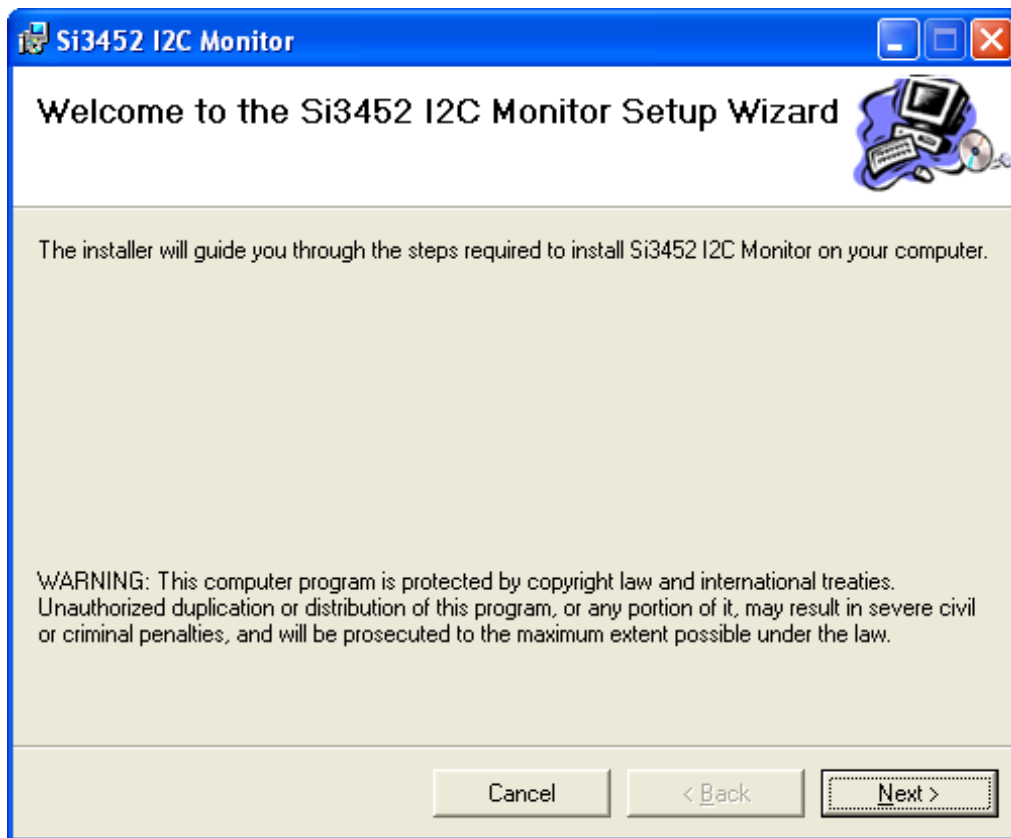 Si3452 I2C Monitor
Welcome to the Si3452 I2C Monitor Setup Wizard
The installer will guide you through the steps required to install Si3452 I2C Monitor on your computer.
WARNING: This computer program is protected by copyright law and international treaties.
Unauthorized duplication or distribution of this program, or any portion of it, may result in severe civil
or criminal penalties, and will be prosecuted to the maximum extent possible under the law.
Cancel
< Back
Next >